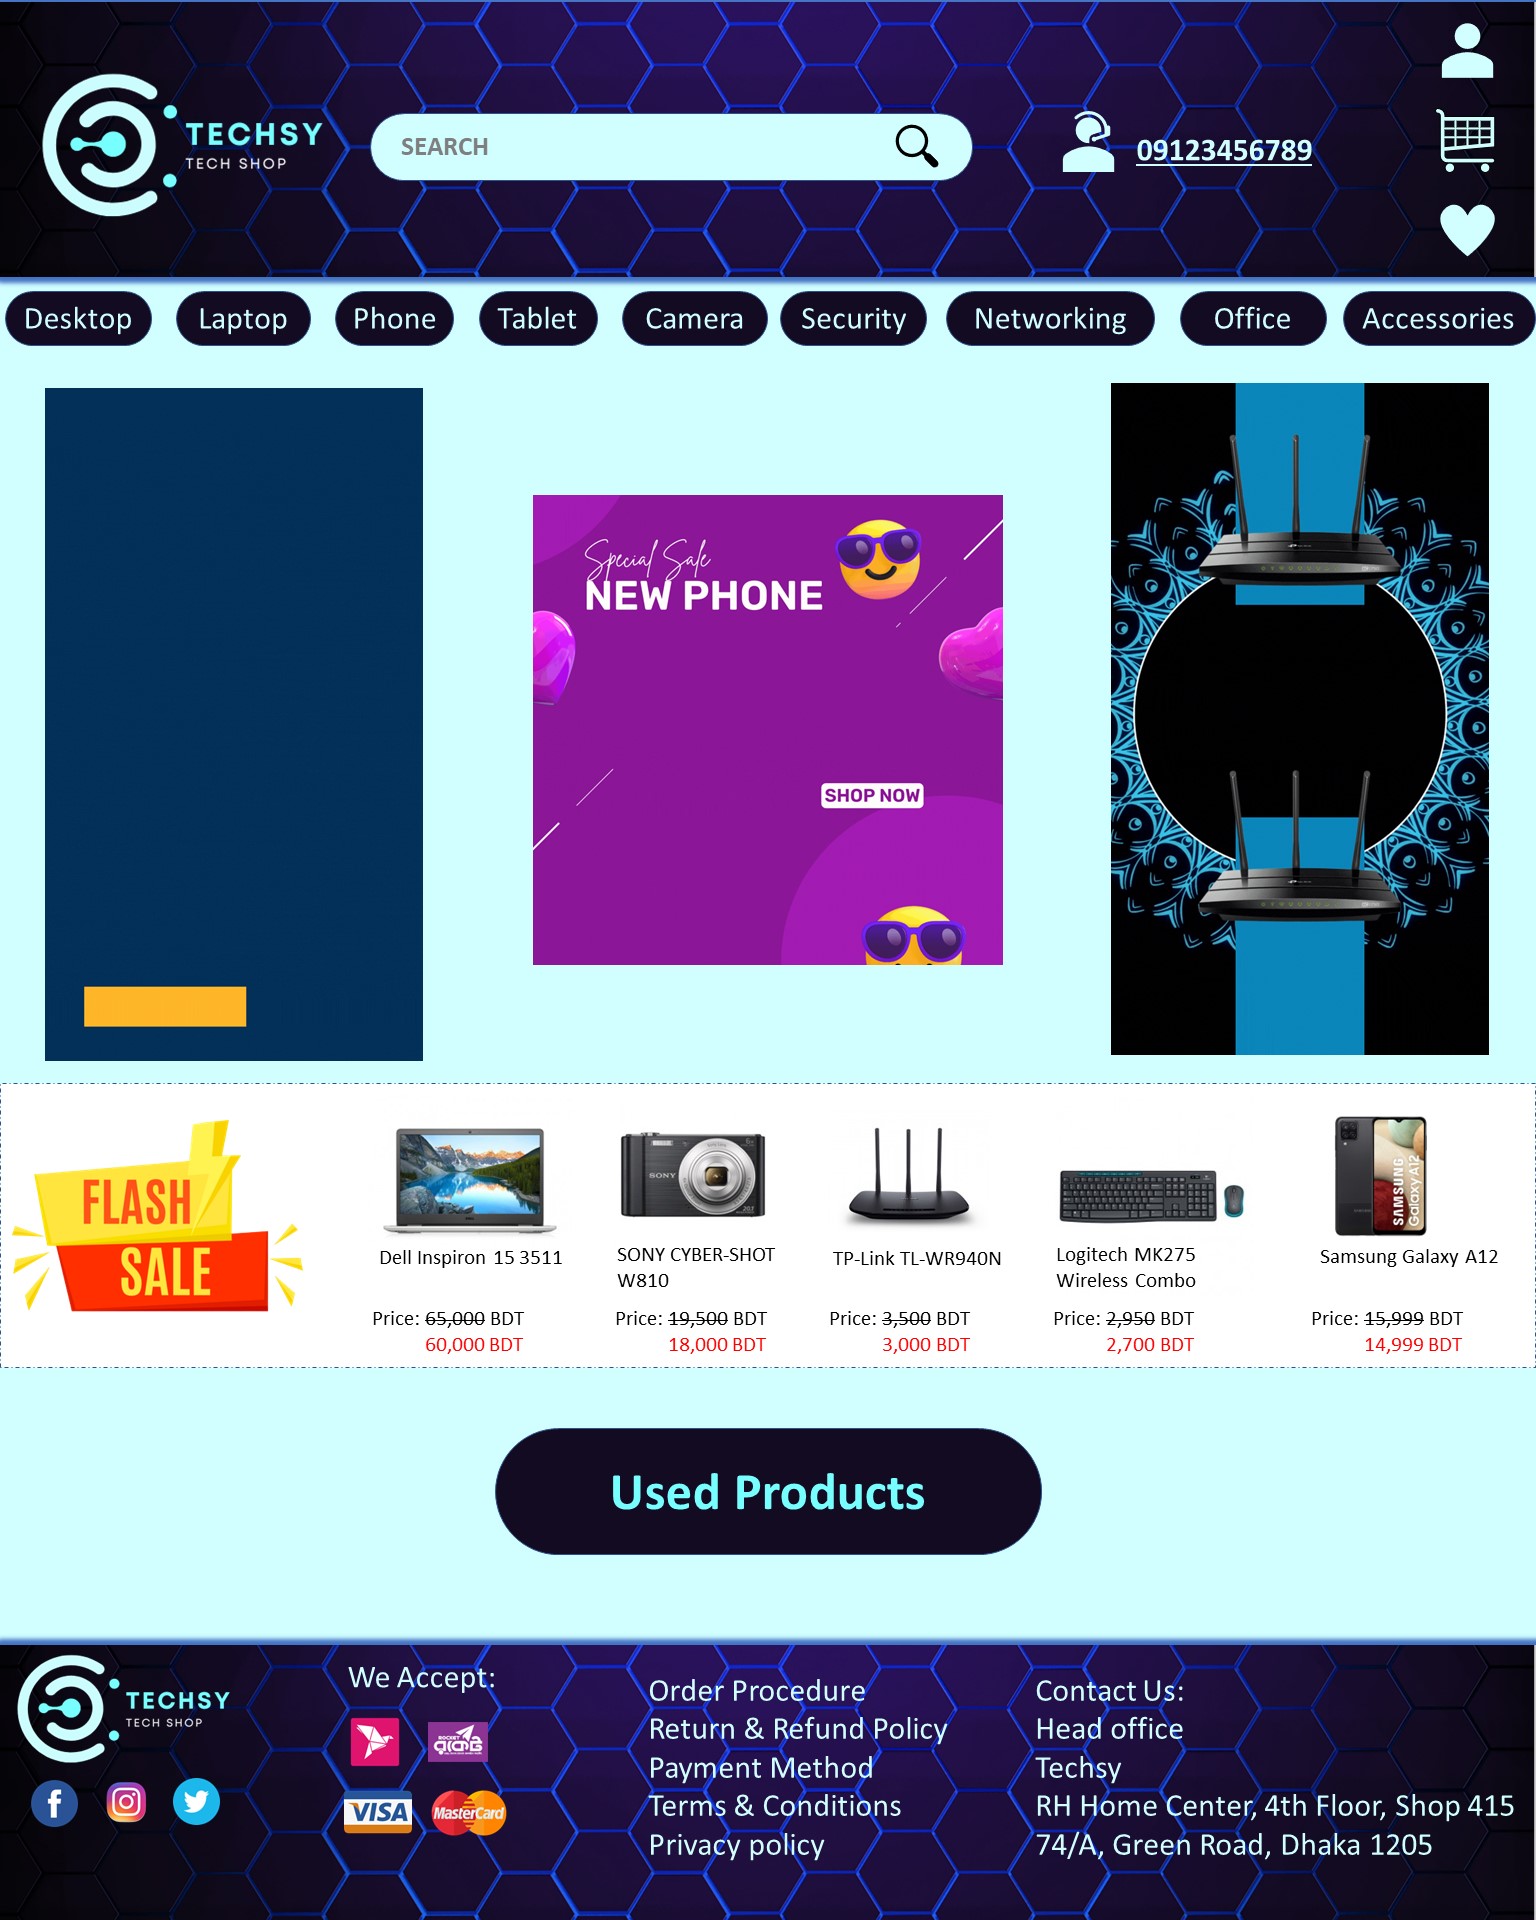 TECHSY
TECH SHOP
SEARCH
09123456789
Desktop
Laptop
Phone
Tablet
Camera
Security
Networking
Office
Accessories
Special Sale
NEW PHONE
SHOP NOW
FLASH
SALE
SONY
SAMSUNG
Galaxy A12
Dell Inspiron 15 3511
Price: 65,000 BDT
60,000 BDT
SONY CYBER-SHOT
W810
Price: 19,500 BDT
18,000 BDT
TP-Link TL-WR940N
Price: 3,500 BDT
3,000 BDT
Logitech MK275
Wireless Combo
Price: 2,950 BDT
2,700 BDT
Samsung Galaxy A12
Price: 15,999 BDT
14,999 BDT
Used Products
TECHSY
TECH SHOP
We Accept:
ROCKET
VISA
MasterCard
Order Procedure
Return & Refund Policy
Payment Method
Terms & Conditions
Privacy policy
Contact Us:
Head office
Techsy
RH Home Center, 4th Floor, Shop 415
74/A, Green Road, Dhaka 1205